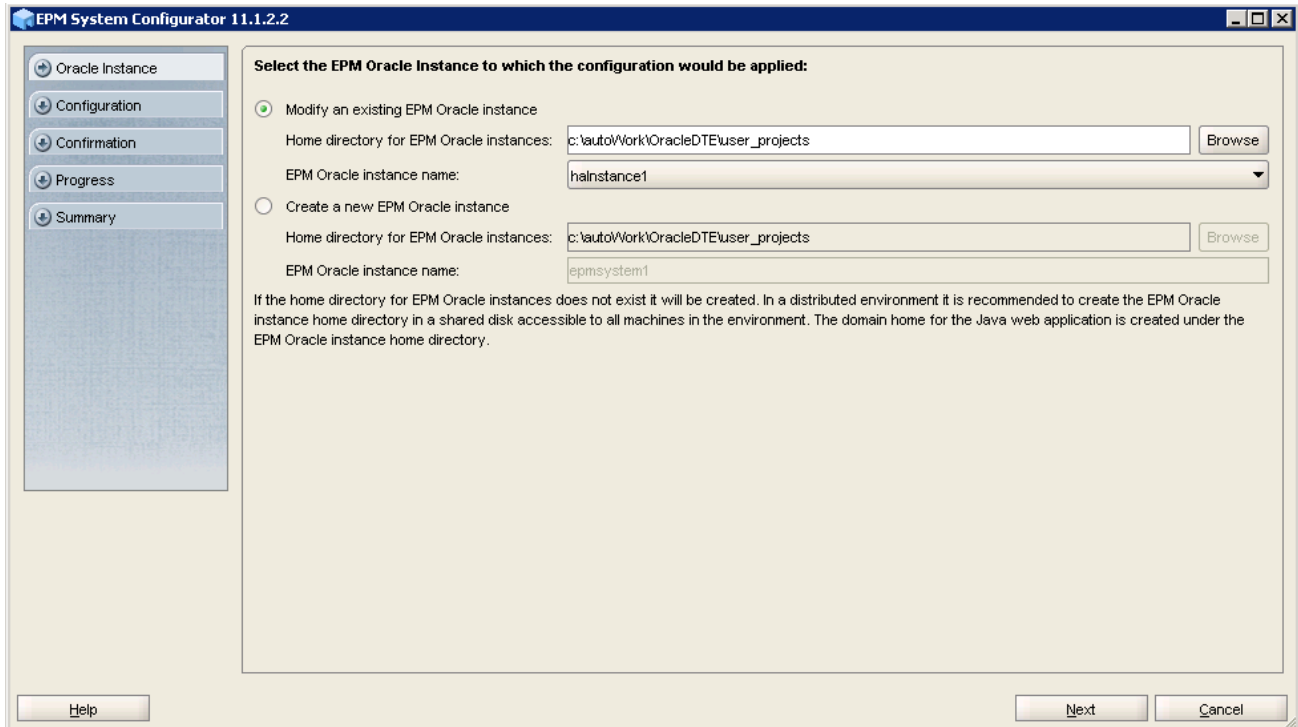 EPM System Configurator 11.1.2.2
Oracle Instance
Configuration
Confirmation
Progress
Summary
Select the EPM Oracle Instance to which the configuration would be applied:
Modify an existing EPM Oracle instance
Home directory for EPM Oracle instances: c:\autoWork\OracleDTE\user_projects Browse
EPM Oracle instance name: haInstance1
Create a new EPM Oracle instance
Home directory for EPM Oracle instances: c:\autoWork\OracleDTE\user_projects Browse
EPM Oracle instance name: epmsystem1
If the home directory for EPM Oracle instances does not exist it will be created. In a distributed environment it is recommended to create the EPM Oracle
instance home directory in a shared disk accessible to all machines in the environment. The domain home for the Java web application is created under the
EPM Oracle instance home directory.
Help Next Cancel